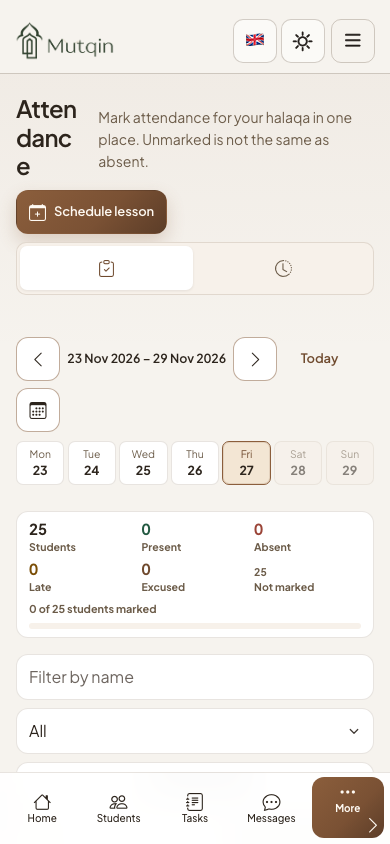 Mutqin
Atten
danc
e
Mark attendance for your halaqa in one
place. Unmarked is not the same as
absent.
Schedule lesson
23 Nov 2026 – 29 Nov 2026
Today
Mon Tue Wed Thu Fri Sat Sun
23 24 25 26 27 28 29
25 0 0
Students Present Absent
0 0 25
Late Excused Not marked
0 of 25 students marked
Filter by name
All
Home Students Tasks Messages More